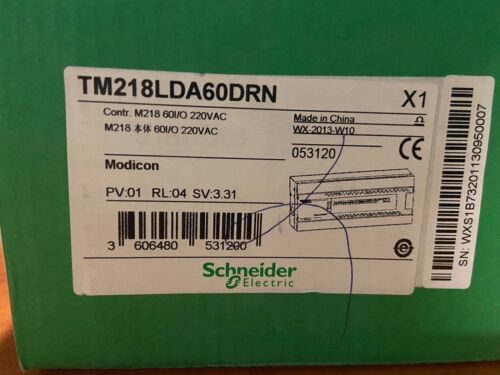 TM218LDA60DRN
X1
Contr. M218 60I/O 220VAC
M218 本体 60I/O 220VAC
Made in China
WX-2013-W10
053120
CE
Modicon
PV:01 RL:04 SV:3.31
3 606480 531200
Schneider
Electric
SN: WXS1B73201130950007